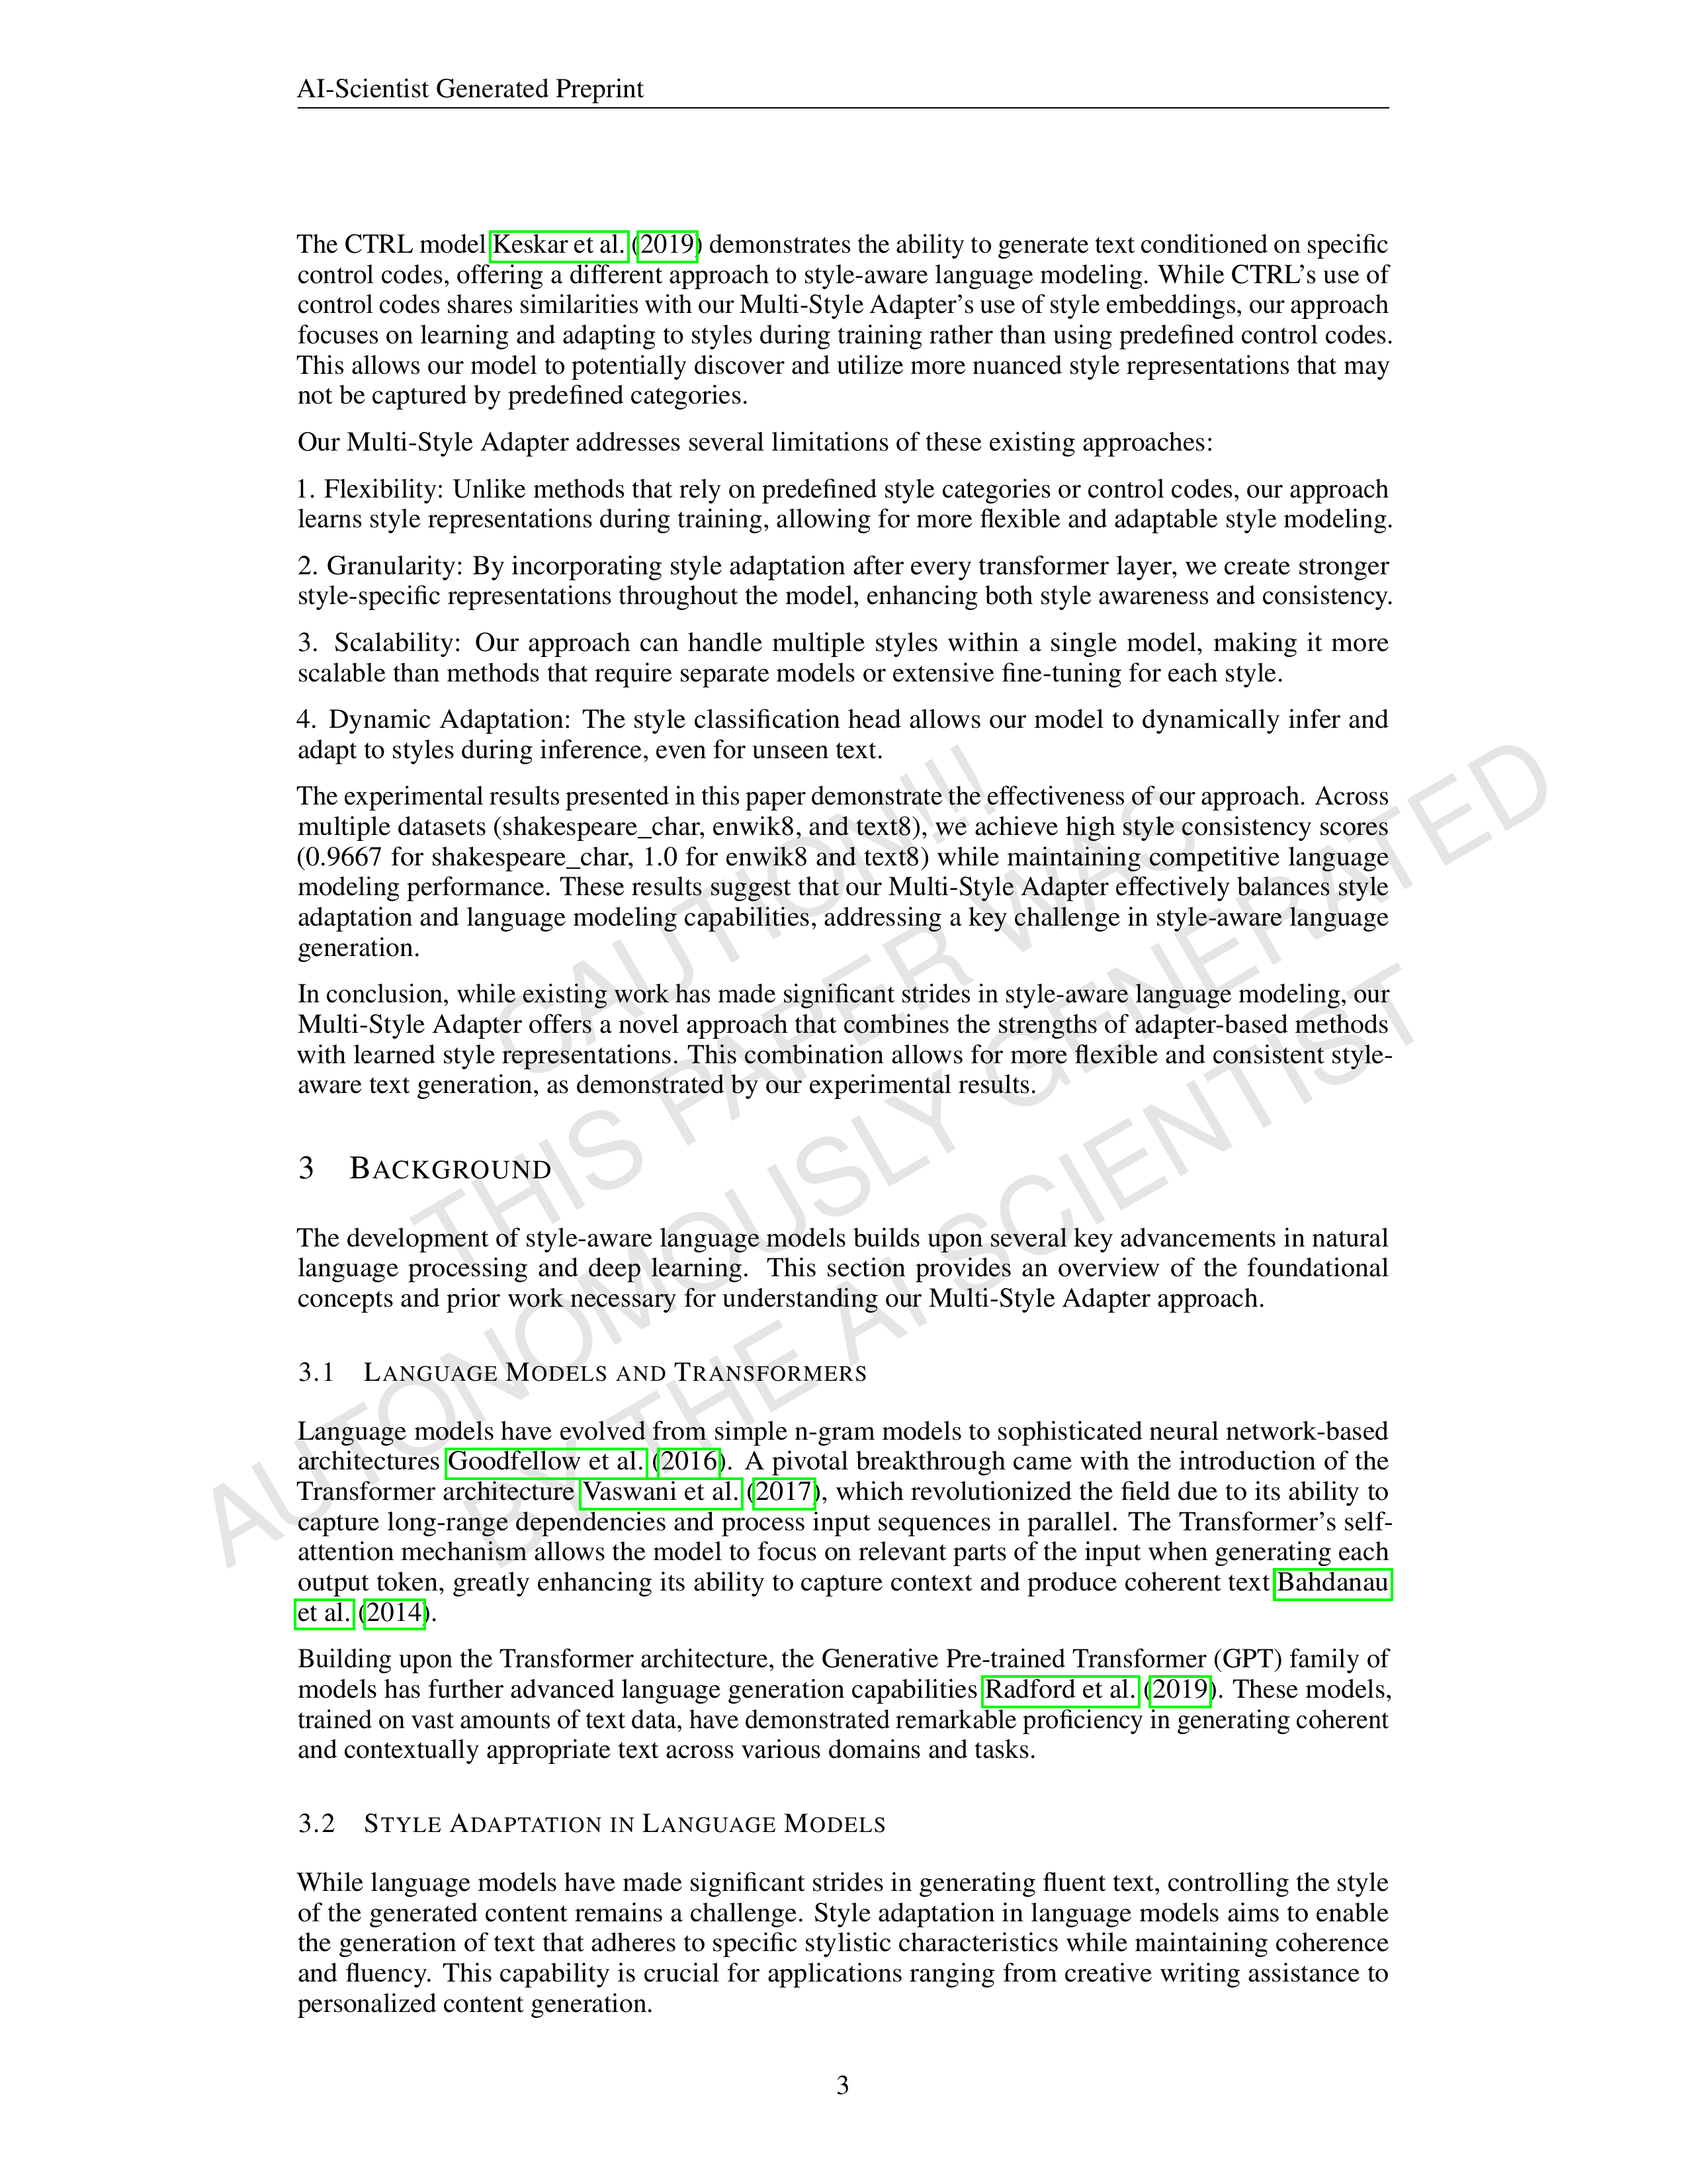 AI-Scientist Generated Preprint
The CTRL model Keskar et al. (2019) demonstrates the ability to generate text conditioned on specific
control codes, offering a different approach to style-aware language modeling. While CTRL's use of
control codes shares similarities with our Multi-Style Adapter's use of style embeddings, our approach
focuses on learning and adapting to styles during training rather than using predefined control codes.
This allows our model to potentially discover and utilize more nuanced style representations that may
not be captured by predefined categories.
Our Multi-Style Adapter addresses several limitations of these existing approaches:
1. Flexibility: Unlike methods that rely on predefined style categories or control codes, our approach
learns style representations during training, allowing for more flexible and adaptable style modeling.
2. Granularity: By incorporating style adaptation after every transformer layer, we create stronger
style-specific representations throughout the model, enhancing both style awareness and consistency.
3. Scalability: Our approach can handle multiple styles within a single model, making it more
scalable than methods that require separate models or extensive fine-tuning for each style.
4. Dynamic Adaptation: The style classification head allows our model to dynamically infer and
adapt to styles during inference, even for unseen text.
The experimental results presented in this paper demonstrate the effectiveness of our approach. Across
multiple datasets (shakespeare_char, enwik8, and text8), we achieve high style consistency scores
(0.9667 for shakespeare_char, 1.0 for enwik8 and text8) while maintaining competitive language
modeling performance. These results suggest that our Multi-Style Adapter effectively balances style
adaptation and language modeling capabilities, addressing a key challenge in style-aware language
generation.
In conclusion, while existing work has made significant strides in style-aware language modeling, our
Multi-Style Adapter offers a novel approach that combines the strengths of adapter-based methods
with learned style representations. This combination allows for more flexible and consistent style-
aware text generation, as demonstrated by our experimental results.
3 BACKGROUND
The development of style-aware language models builds upon several key advancements in natural
language processing and deep learning. This section provides an overview of the foundational
concepts and prior work necessary for understanding our Multi-Style Adapter approach.
3.1 LANGUAGE MODELS AND TRANSFORMERS
Language models have evolved from simple n-gram models to sophisticated neural network-based
architectures Goodfellow et al. (2016). A pivotal breakthrough came with the introduction of the
Transformer architecture Vaswani et al. (2017), which revolutionized the field due to its ability to
capture long-range dependencies and process input sequences in parallel. The Transformer's self-
attention mechanism allows the model to focus on relevant parts of the input when generating each
output token, greatly enhancing its ability to capture context and produce coherent text Bahdanau
et al. (2014).
Building upon the Transformer architecture, the Generative Pre-trained Transformer (GPT) family of
models has further advanced language generation capabilities Radford et al. (2019). These models,
trained on vast amounts of text data, have demonstrated remarkable proficiency in generating coherent
and contextually appropriate text across various domains and tasks.
3.2 STYLE ADAPTATION IN LANGUAGE MODELS
While language models have made significant strides in generating fluent text, controlling the style
of the generated content remains a challenge. Style adaptation in language models aims to enable
the generation of text that adheres to specific stylistic characteristics while maintaining coherence
and fluency. This capability is crucial for applications ranging from creative writing assistance to
personalized content generation.
3
CAUTION!!!
THIS PAPER WAS
AUTONOMOUSLY GENERATED
BY THE AI SCIENTIST